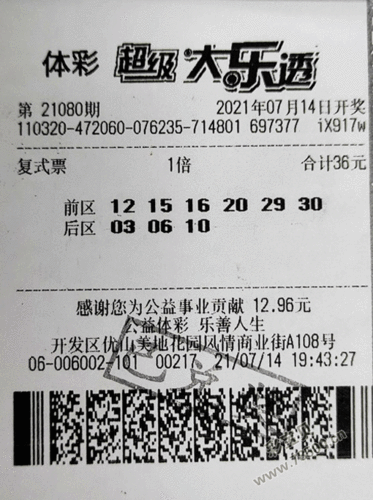 体彩 超级大乐透
第 21080期 2021年07月14日开奖
110320-472060-076235-714801 697377 iX917w
复式票 1倍 合计36元
前区 12 15 16 20 29 30
后区 03 06 10
感谢您为公益事业贡献 12.96元
公益体彩 乐善人生
开发区优山美地花园风情商业街A108号
06-006002-101 00217 21/07/14 19:43:27